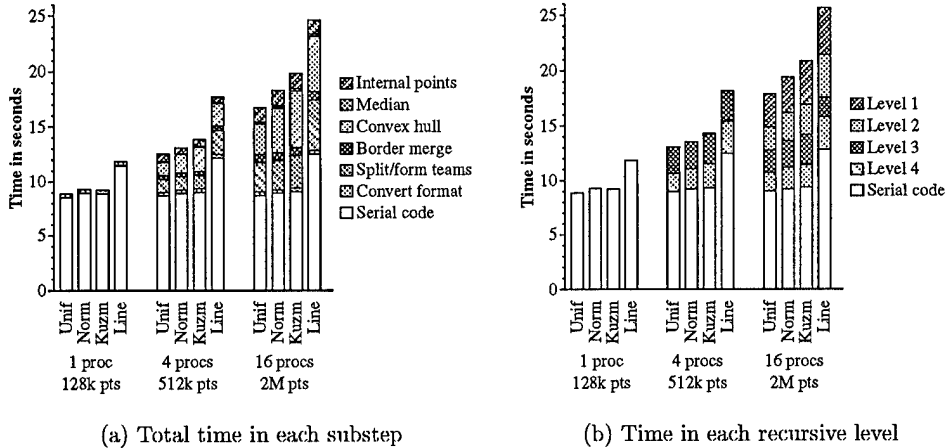 Time in seconds
25
20
15
10
5
0
Internal points
Median
Convex hull
Border merge
Split/form teams
Convert format
Serial code
Unif
Norm
Kuzm
Line
Unif
Norm
Kuzm
Line
Unif
Norm
Kuzm
Line
1 proc
128k pts
4 procs
512k pts
16 procs
2M pts
(a) Total time in each substep
Time in seconds
25
20
15
10
5
0
Level 1
Level 2
Level 3
Level 4
Serial code
Unif
Norm
Kuzm
Line
Unif
Norm
Kuzm
Line
Unif
Norm
Kuzm
Line
1 proc
128k pts
4 procs
512k pts
16 procs
2M pts
(b) Time in each recursive level